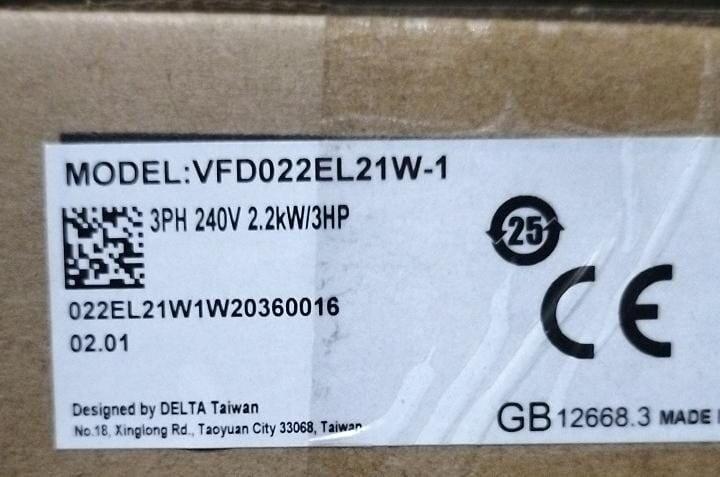 MODEL:VFD022EL21W-1
3PH 240V 2.2kW/3HP
25
022EL21W1W20360016
02.01
CE
Designed by DELTA Taiwan
No.18, Xinglong Rd., Taoyuan City 33068, Taiwan
GB 12668.3 MADE